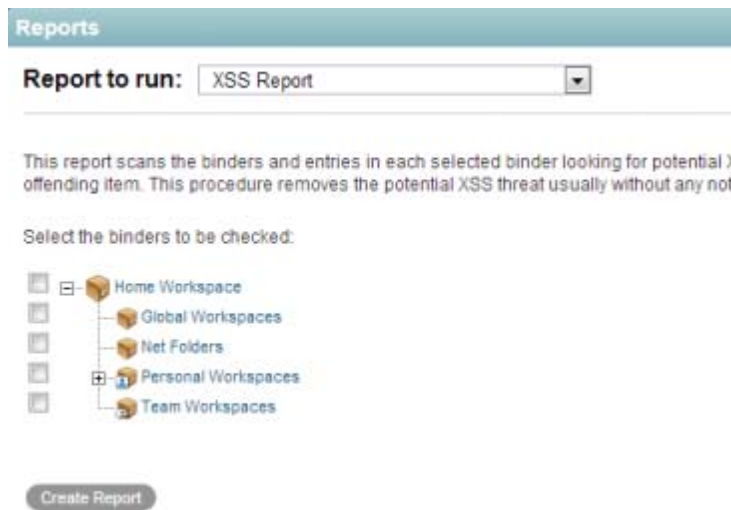 Reports
Report to run: XSS Report
This report scans the binders and entries in each selected binder looking for potential
offending item. This procedure removes the potential XSS threat usually without any
Select the binders to be checked:
Home Workspace
Global Workspaces
Net Folders
Personal Workspaces
Team Workspaces
Create Report